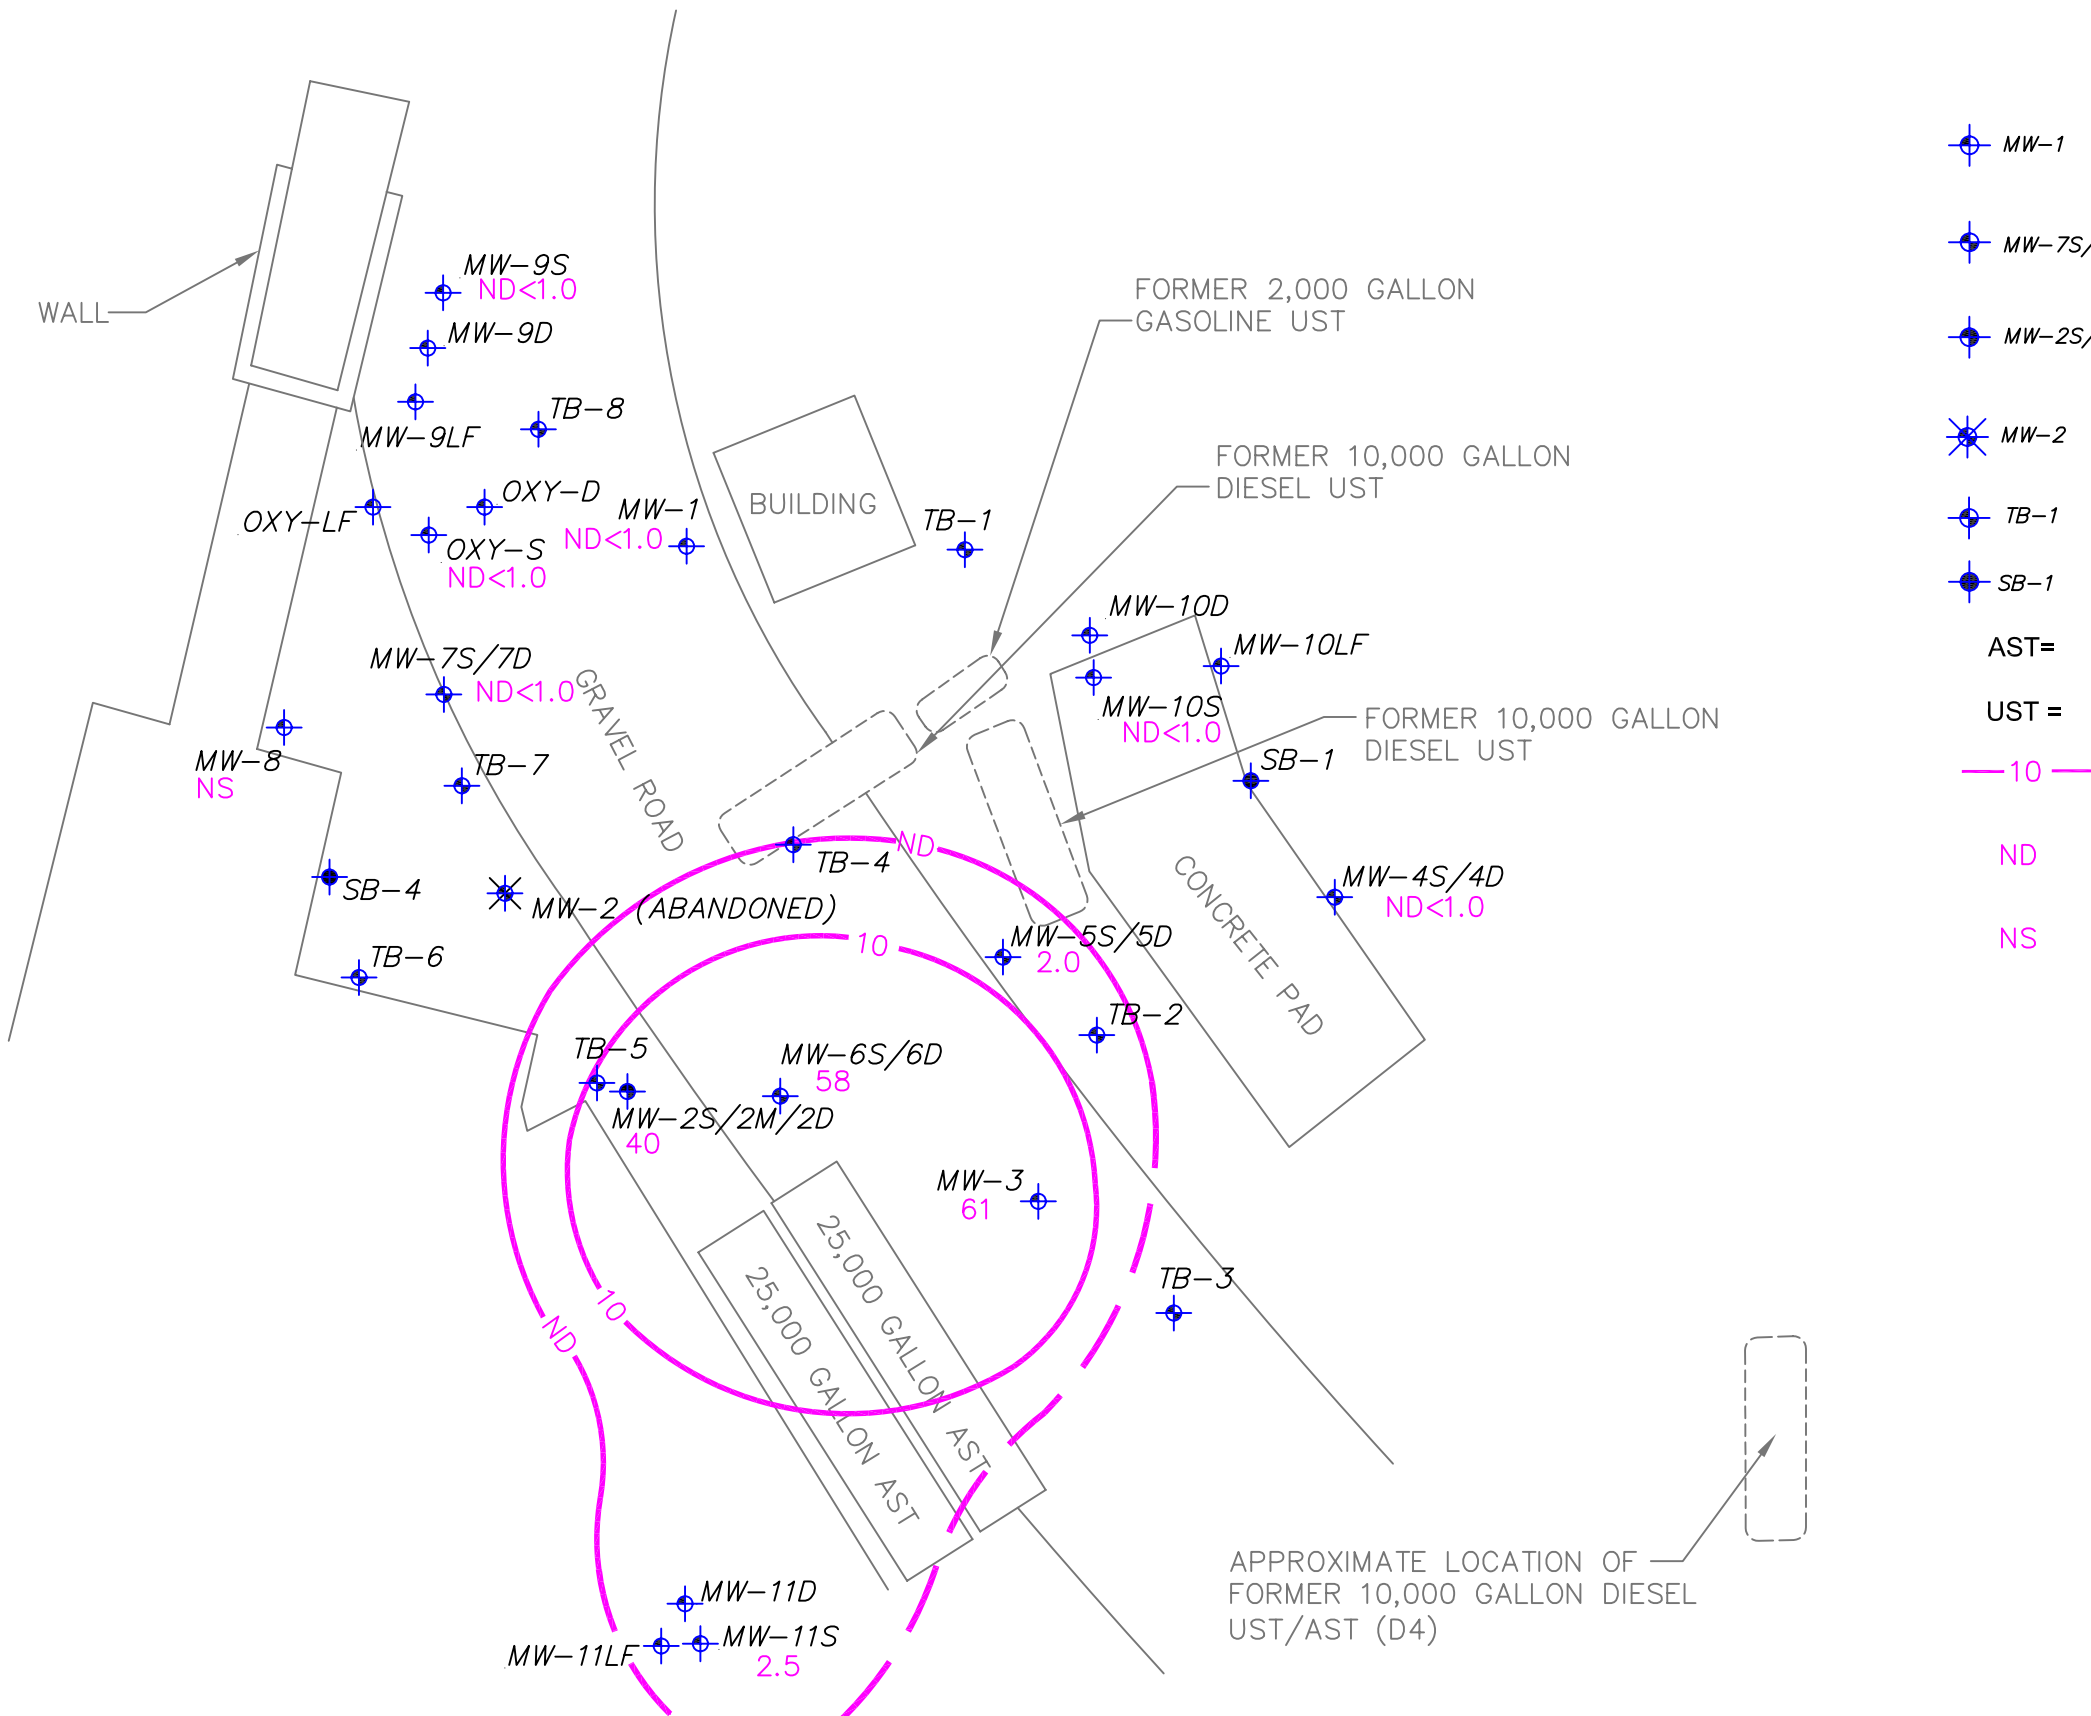 MW-1
MW-7S/
MW-2S/
MW-2
TB-1
SB-1
AST=
UST =
10
ND
NS
WALL
MW-9S
ND<1.0
MW-9D
MW-9LF
TB-8
OXY-D
OXY-LF
OXY-S
ND<1.0
MW-1
ND<1.0
BUILDING
TB-1
FORMER 2,000 GALLON
GASOLINE UST
FORMER 10,000 GALLON
DIESEL UST
MW-10D
MW-10LF
MW-10S
ND<1.0
FORMER 10,000 GALLON
DIESEL UST
SB-1
MW-7S/7D
ND<1.0
GRAVEL ROAD
MW-8
NS
TB-7
SB-4
MW-2 (ABANDONED)
TB-4
ND
CONCRETE PAD
MW-4S/4D
ND<1.0
10
MW-5S/5D
2.0
TB-6
TB-2
TB-5
MW-6S/6D
58
MW-2S/2M/2D
40
MW-3
61
TB-3
10
ND
25,000 GALLON AST
25,000 GALLON AST
MW-11D
MW-11S
2.5
MW-11LF
APPROXIMATE LOCATION OF
FORMER 10,000 GALLON DIESEL
UST/AST (D4)